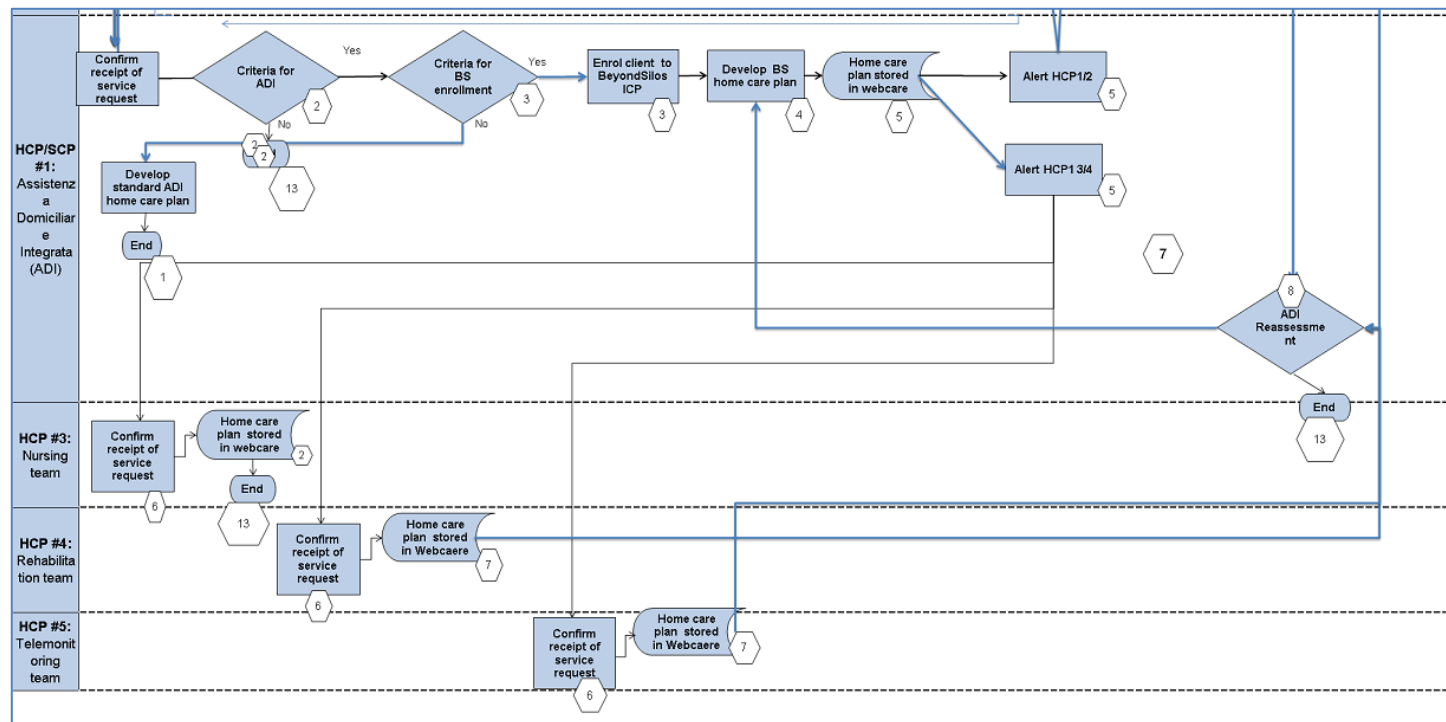 HCP/SCP
#1:
Assistenz
a
Domiciliar
e
Integrata
(ADI)
Confirm
receipt of
service
request
Criteria for
ADI
2
Yes
No
Criteria for
BS
enrollment
3
Yes
No
Enrol client to
BeyondSilos
ICP
3
Develop BS
home care plan
4
Home care
plan stored
in webcare
5
Alert HCP1/2
5
Alert HCP1 3/4
5
2
2
13
Develop
standard ADI
home care plan
End
1
7
8
ADI
Reassessme
nt
End
13
HCP #3:
Nursing
team
Confirm
receipt of
service
request
6
Home care
plan stored
in webcare
2
End
13
HCP #4:
Rehabilita
tion team
Confirm
receipt of
service
request
6
Home care
plan stored
in Webcaere
7
HCP #5:
Telemonit
oring
team
Confirm
receipt of
service
request
6
Home care
plan stored
in Webcaere
7